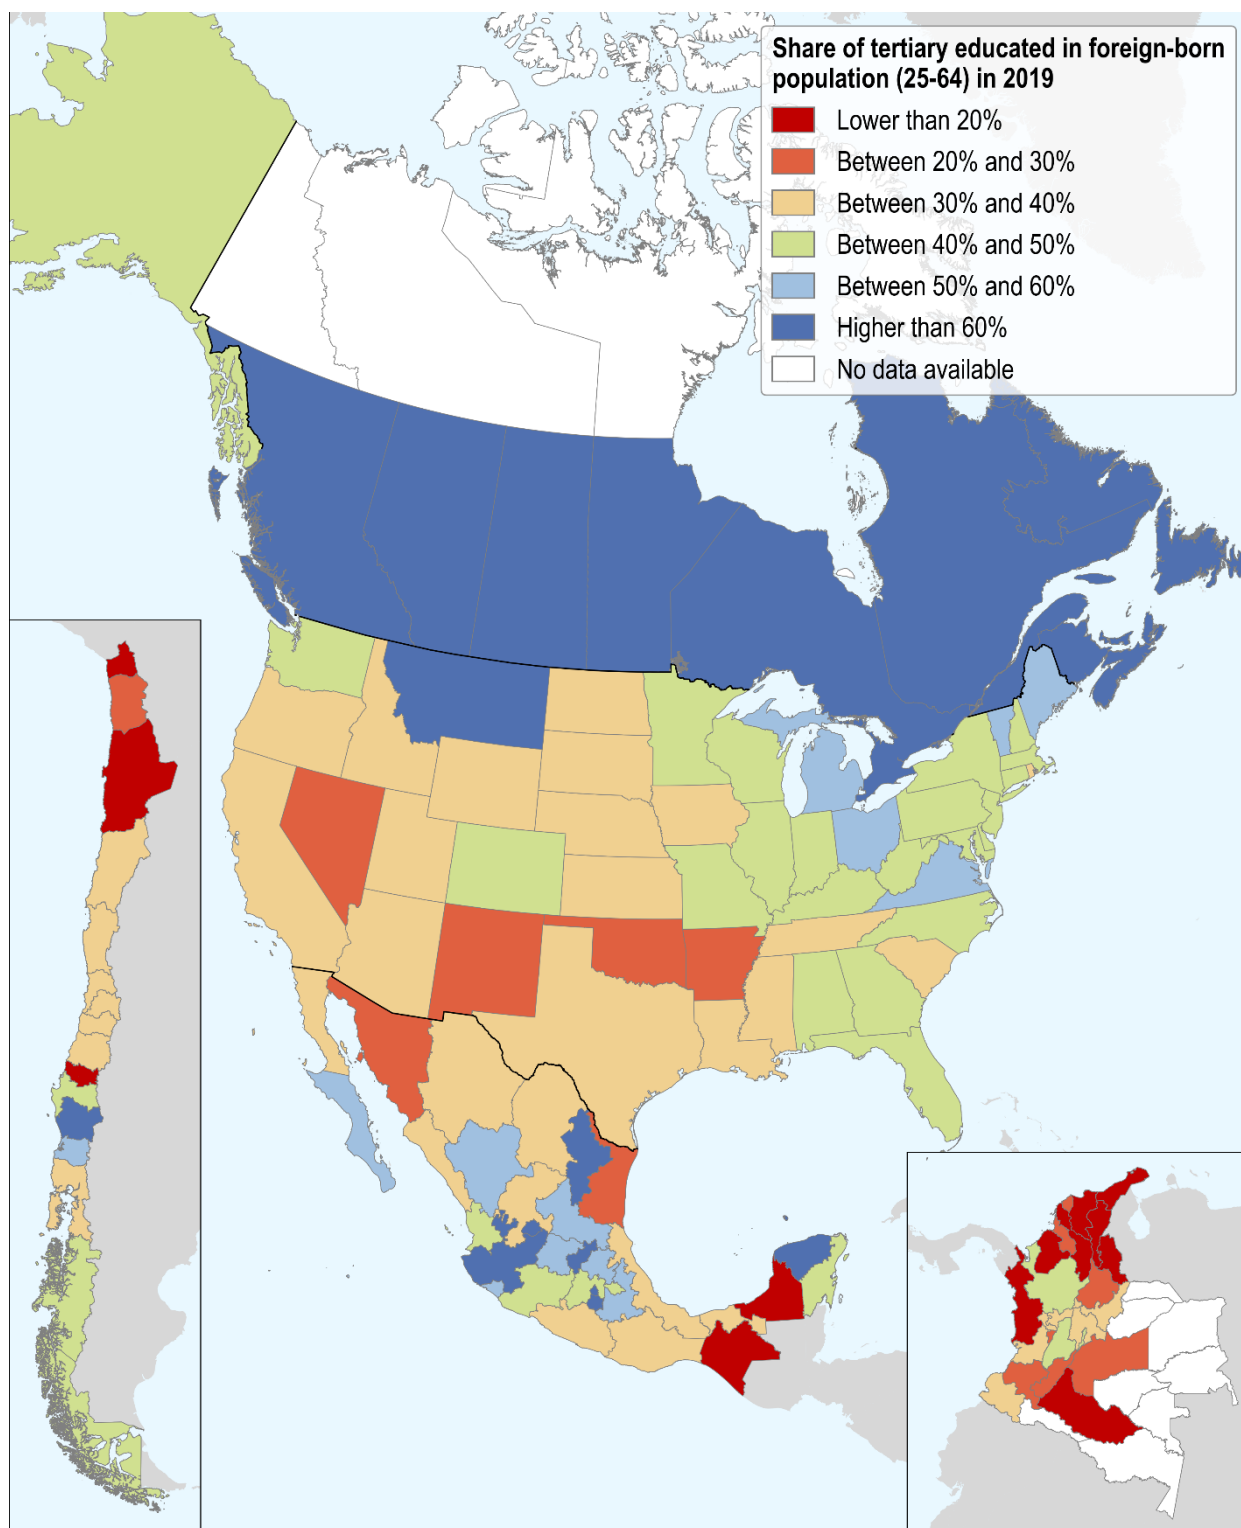 Share of tertiary educated in foreign-born
population (25-64) in 2019
Lower than 20%
Between 20% and 30%
Between 30% and 40%
Between 40% and 50%
Between 50% and 60%
Higher than 60%
No data available